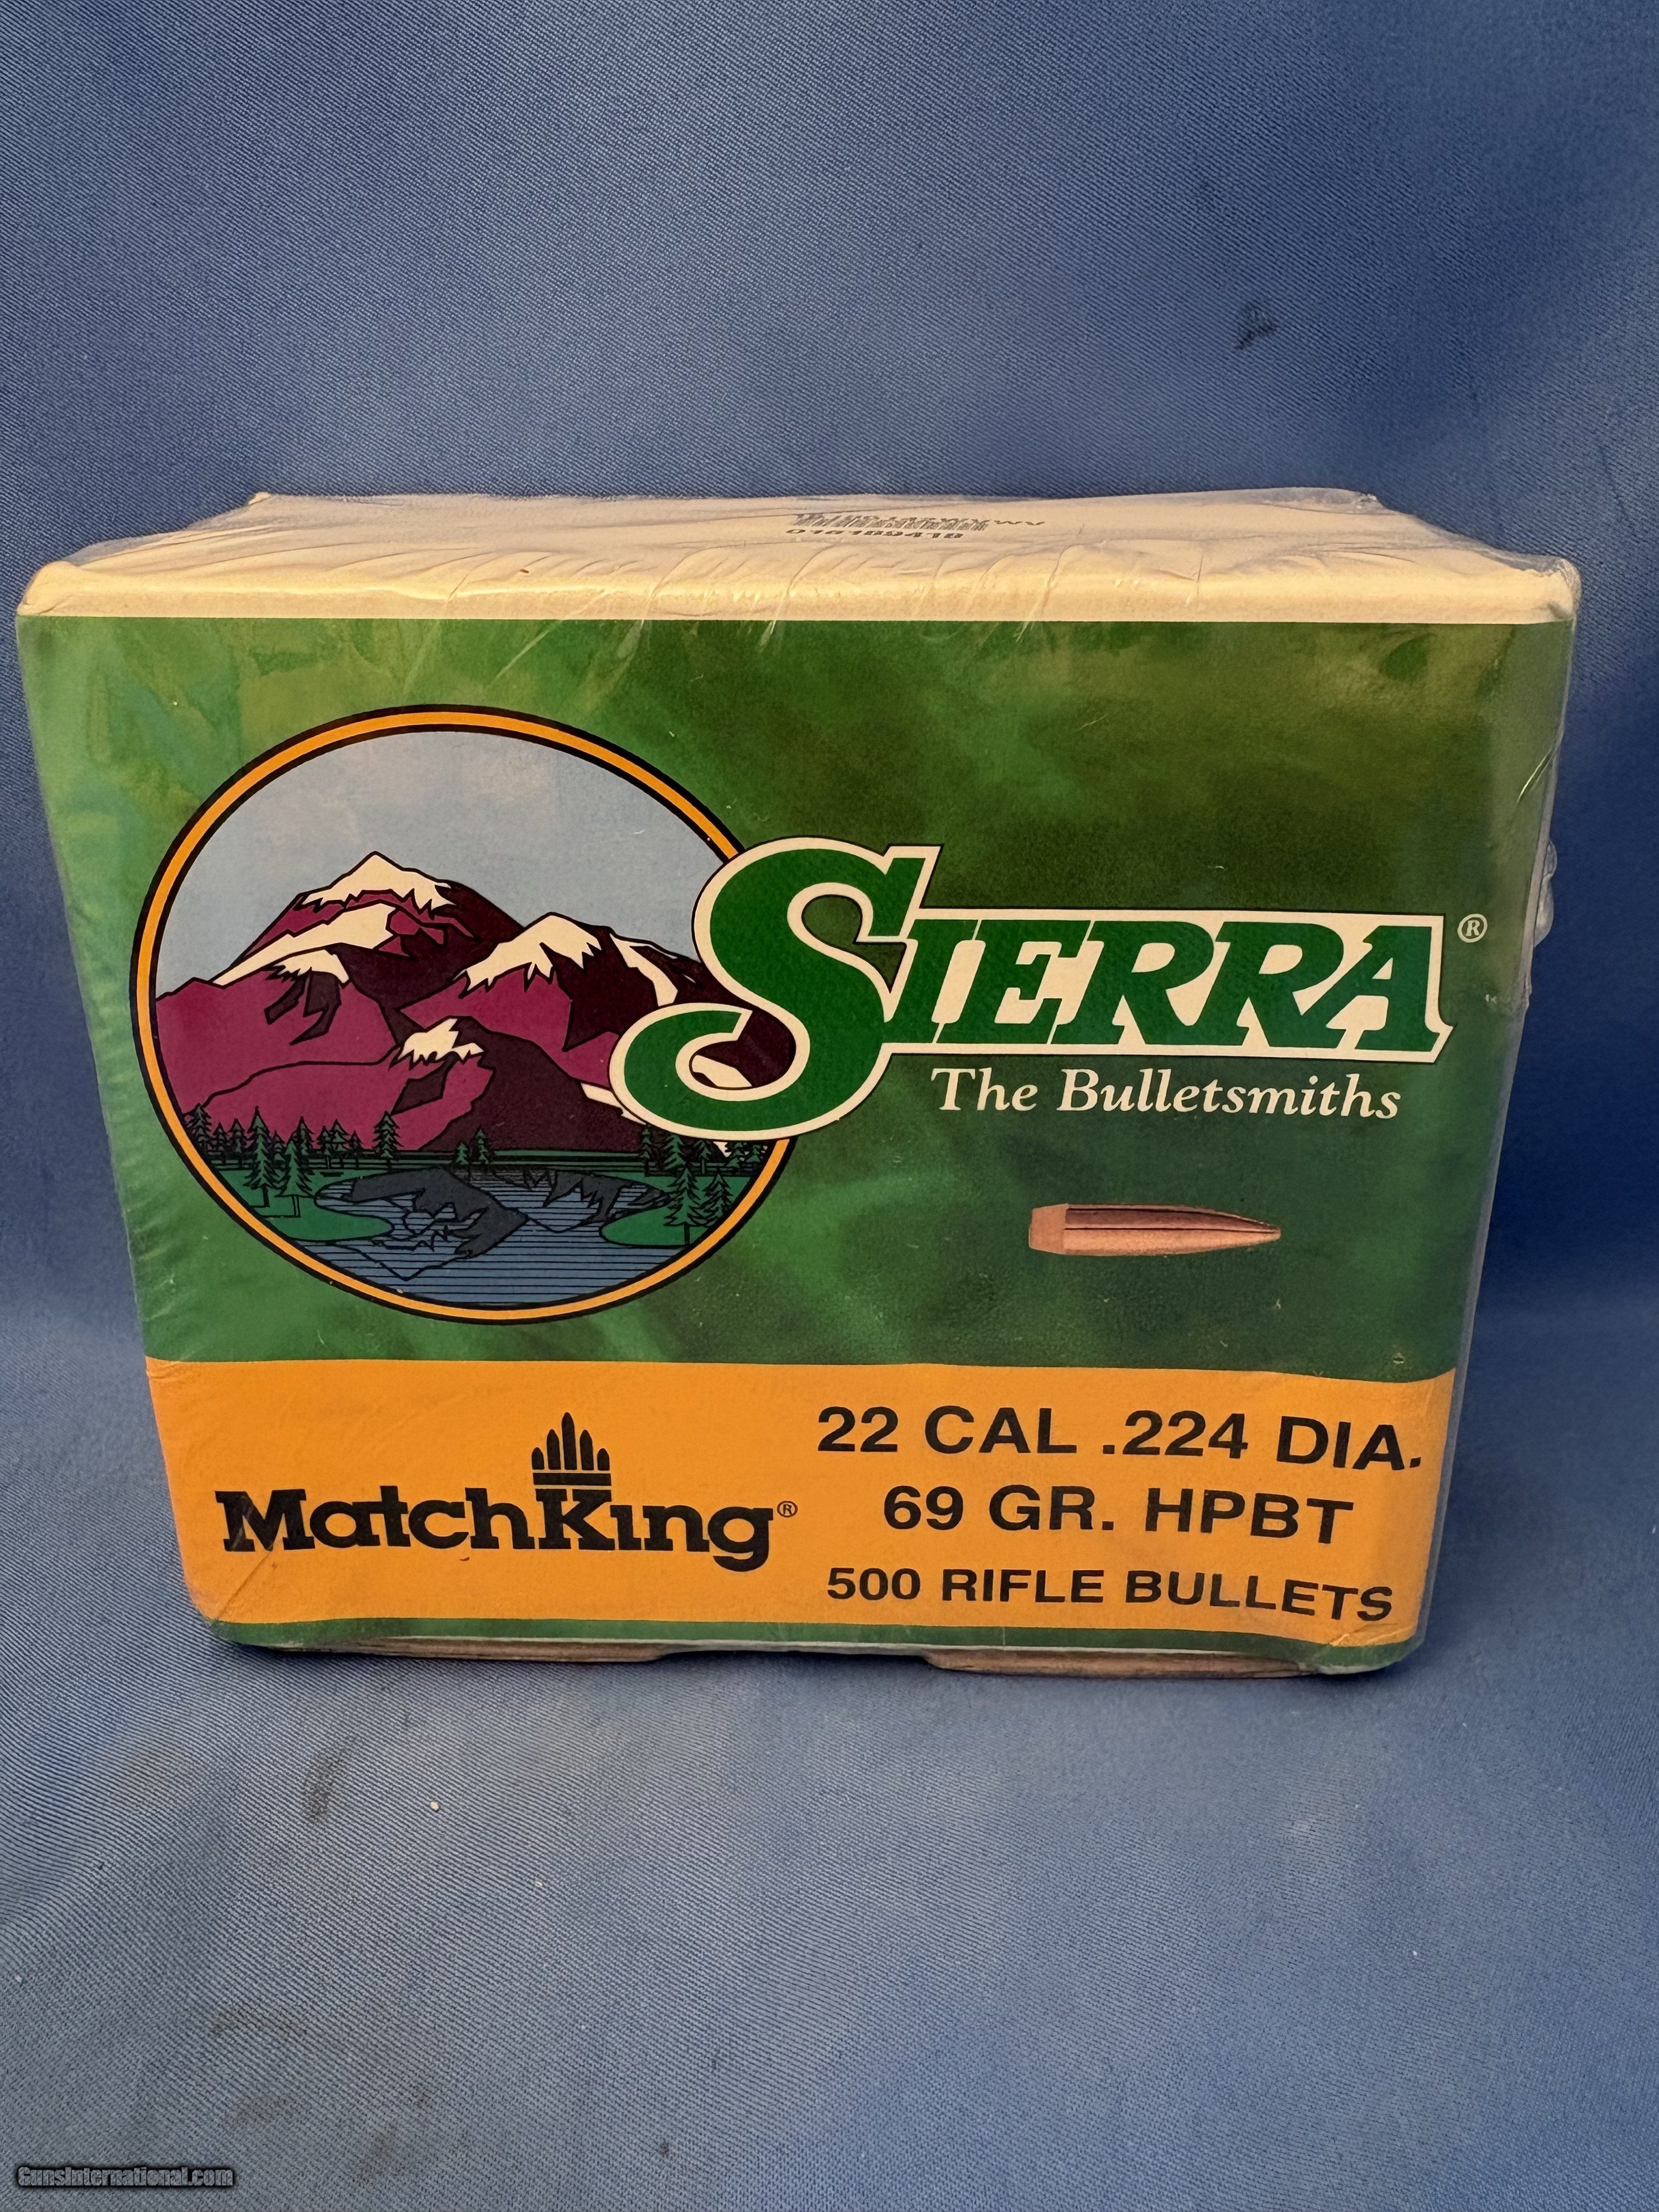 SIERRA®
The Bulletsmiths
MatchKing®
22 CAL .224 DIA.
69 GR. HPBT
500 RIFLE BULLETS
GunsInternational.com